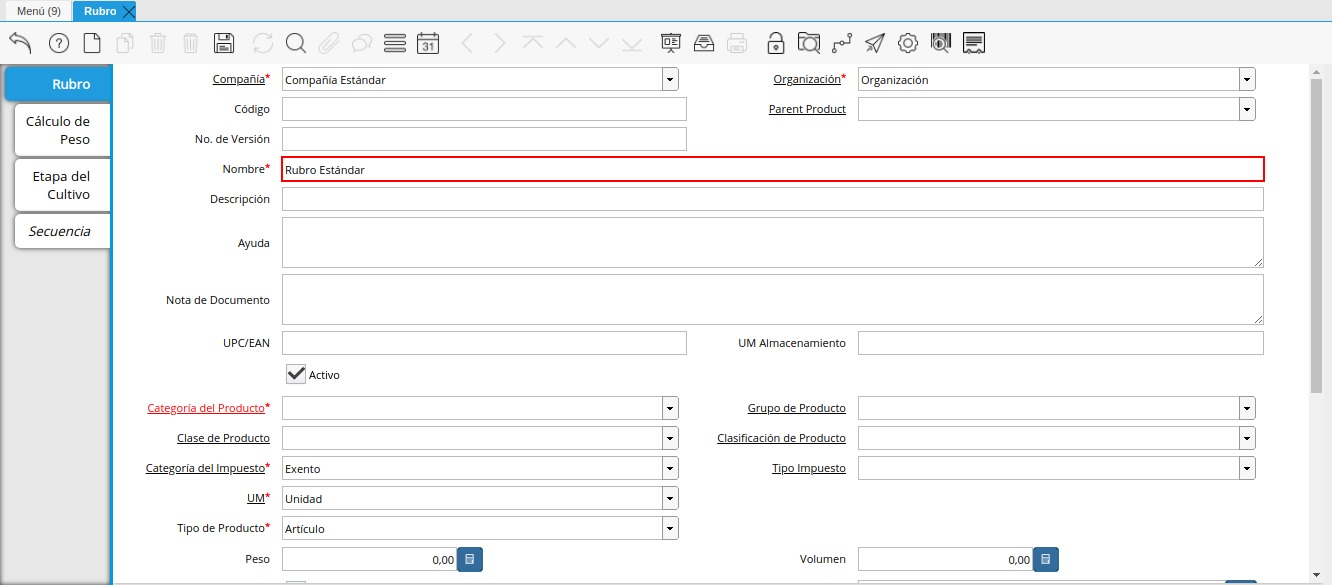 Menú (9) Rubro
31
Rubro
Cálculo de
Peso
Etapa del
Cultivo
Secuencia
Compañía* Compañía Estándar Organización* Organización
Código Parent Product
No. de Versión
Nombre* Rubro Estándar
Descripción
Ayuda
Nota de Documento
UPC/EAN UM Almacenamiento
Activo
Categoría del Producto* Grupo de Producto
Clase de Producto Clasificación de Producto
Categoría del Impuesto* Exento Tipo Impuesto
UM* Unidad
Tipo de Producto* Artículo
Peso 0,00 Volumen 0,00